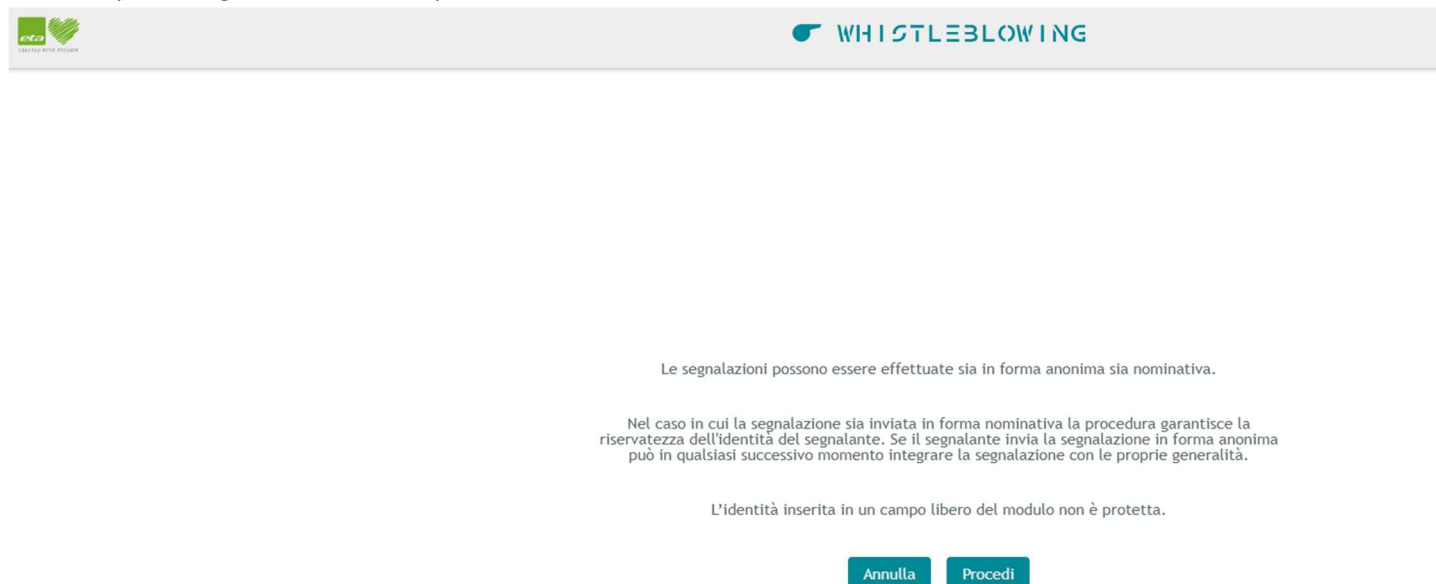 eta
WHISTLEBLOWING
Le segnalazioni possono essere effettuate sia in forma anonima sia nominativa.
Nel caso in cui la segnalazione sia inviata in forma nominativa la procedura garantisce la
riservatezza dell'identità del segnalante. Se il segnalante invia la segnalazione in forma anonima
può in qualsiasi successivo momento integrare la segnalazione con le proprie generalità.
L'identità inserita in un campo libero del modulo non è protetta.
Annulla Procedi